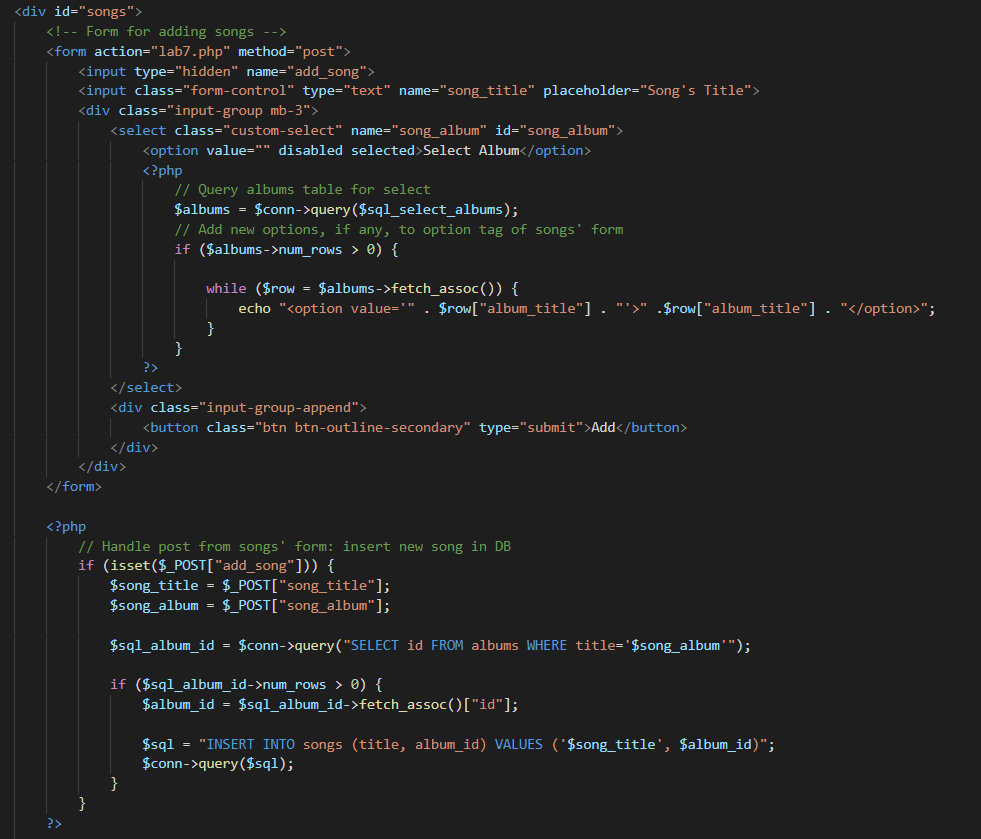 <div id="songs">
    <!-- Form for adding songs -->
    <form action="lab7.php" method="post">
        <input type="hidden" name="add_song">
        <input class="form-control" type="text" name="song_title" placeholder="Song's Title">
        <div class="input-group mb-3">
            <select class="custom-select" name="song_album" id="song_album">
                <option value="" disabled selected>Select Album</option>
                <?php
                    // Query albums table for select
                    $albums = $conn->query($sql_select_albums);
                    // Add new options, if any, to option tag of songs' form
                    if ($albums->num_rows > 0) {

                        while ($row = $albums->fetch_assoc()) {
                            echo "<option value='" . $row["album_title"] . "'>" .$row["album_title"] . "</option>";
                        }
                    }
                ?>
            </select>
            <div class="input-group-append">
                <button class="btn btn-outline-secondary" type="submit">Add</button>
            </div>
        </div>
    </form>

    <?php
        // Handle post from songs' form: insert new song in DB
        if (isset($_POST["add_song"])) {
            $song_title = $_POST["song_title"];
            $song_album = $_POST["song_album"];

            $sql_album_id = $conn->query("SELECT id FROM albums WHERE title='$song_album'");

            if ($sql_album_id->num_rows > 0) {
                $album_id = $sql_album_id->fetch_assoc()["id"];

                $sql = "INSERT INTO songs (title, album_id) VALUES ('$song_title', $album_id)";
                $conn->query($sql);
            }
        }
    ?>